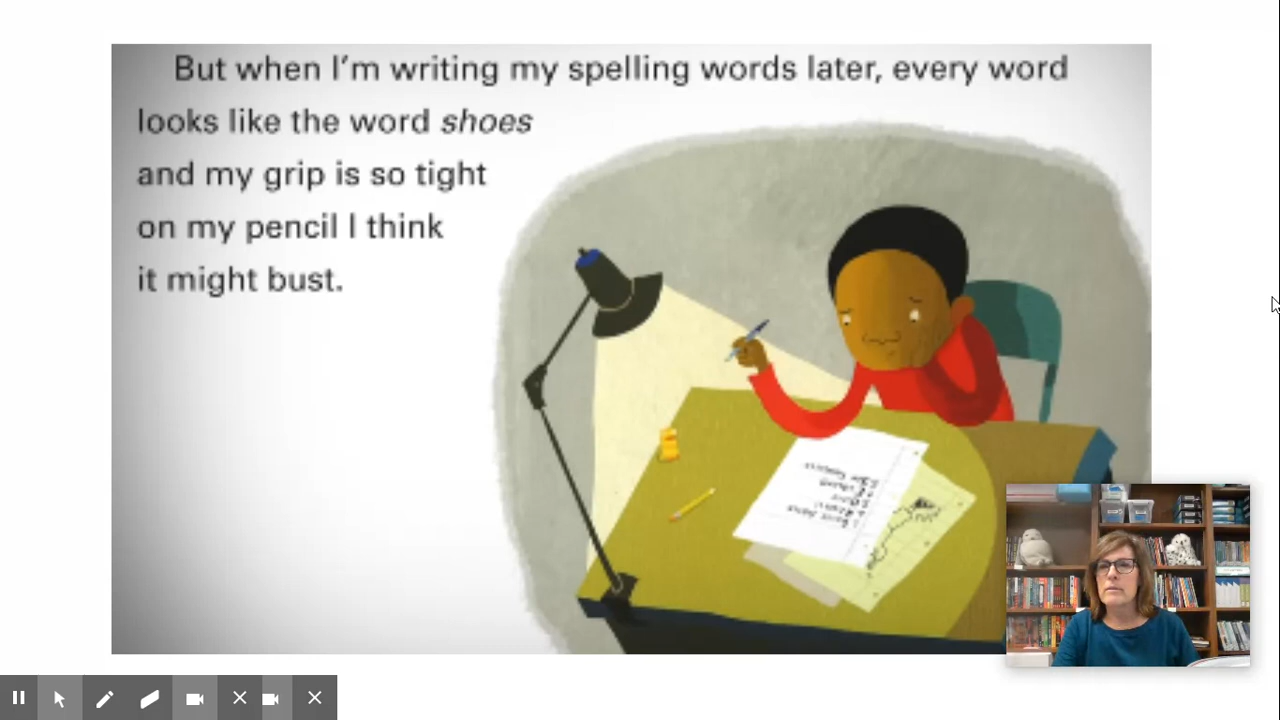 But when I'm writing my spelling words later, every word
looks like the word shoes
and my grip is so tight
on my pencil I think
it might bust.